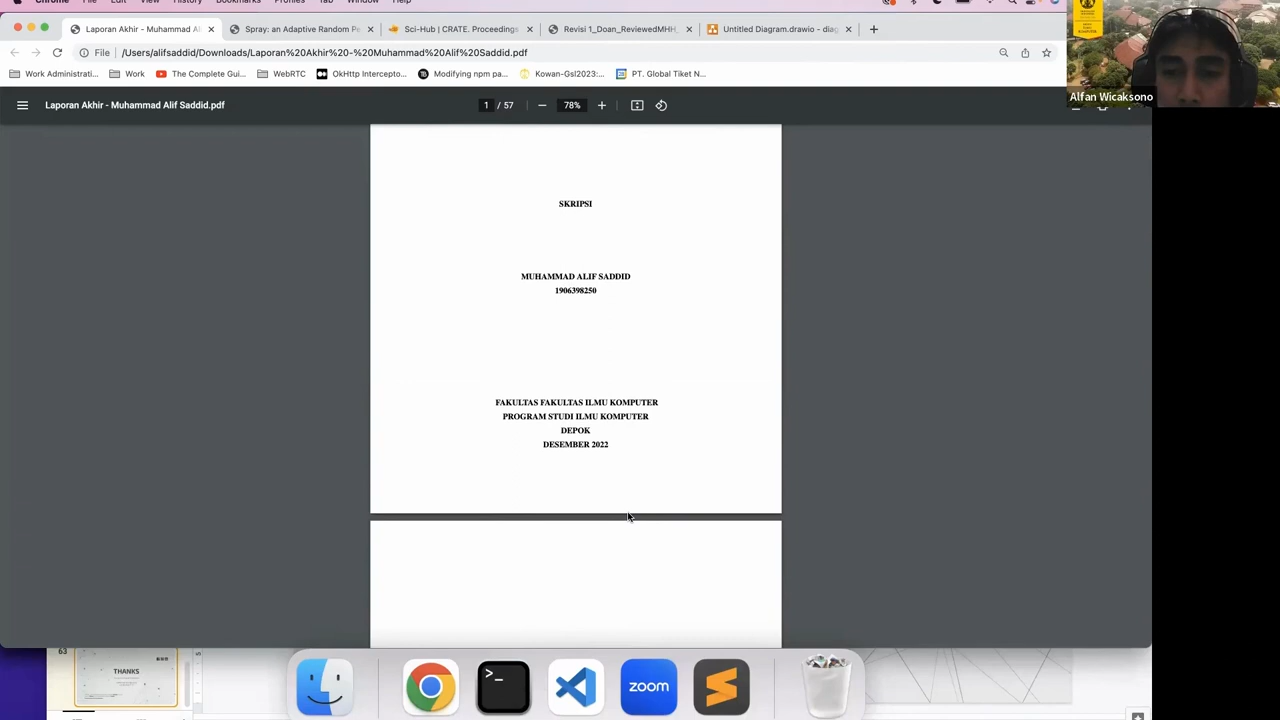 Chrome File Edit View History Bookmarks Profiles Tab Window Help
Laporan Akhir - Muhammad Al
Spray: an Adaptive Random Pe
Sci-Hub | CRATE. Proceedings
Revisi 1_Doan_ReviewedMHH_
Untitled Diagram.drawio - diag
File /Users/alifsaddid/Downloads/Laporan%20Akhir%20-%20Muhammad%20Alif%20Saddid.pdf
Work Administrati... Work The Complete Gui... WebRTC OkHttp Intercepto... Modifying npm pa... Kowan-Gsl2023:... PT. Global Tiket N...
Alfan Wicaksono
Laporan Akhir - Muhammad Alif Saddid.pdf 1 / 57 78%
SKRIPSI
MUHAMMAD ALIF SADDID
1906398250
FAKULTAS FAKULTAS ILMU KOMPUTER
PROGRAM STUDI ILMU KOMPUTER
DEPOK
DESEMBER 2022
63
THANKS
zoom